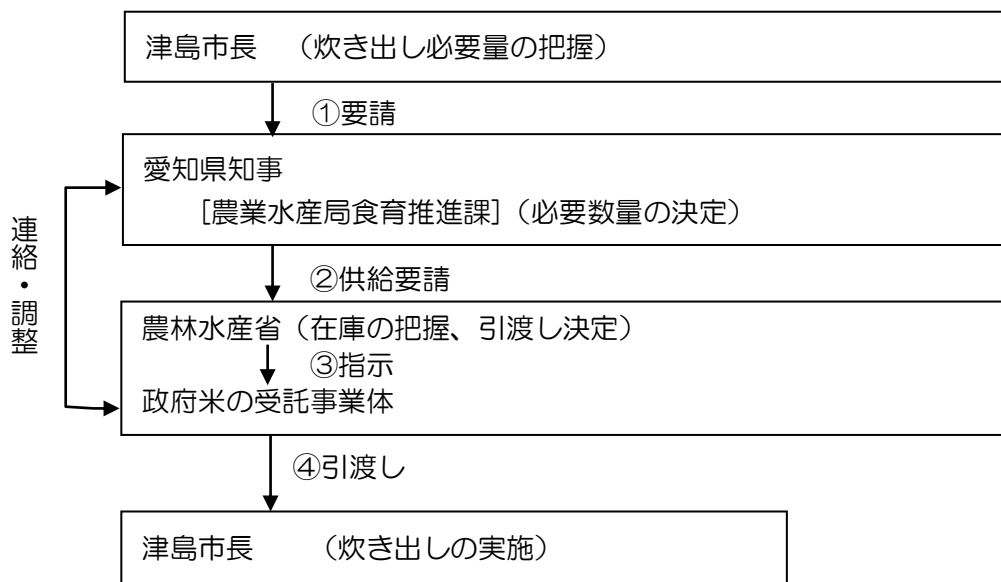 津島市長　（炊き出し必要量の把握）
①要請
愛知県知事
［農業水産局食育推進課］（必要数量の決定）
連絡・調整
②供給要請
農林水産省（在庫の把握、引渡し決定）
③指示
政府米の受託事業体
④引渡し
津島市長　　（炊き出しの実施）